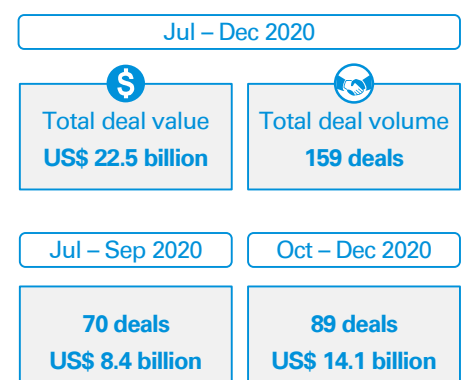 Jul – Dec 2020
$
Total deal value
US$ 22.5 billion
Total deal volume
159 deals
Jul – Sep 2020
Oct – Dec 2020
70 deals
US$ 8.4 billion
89 deals
US$ 14.1 billion